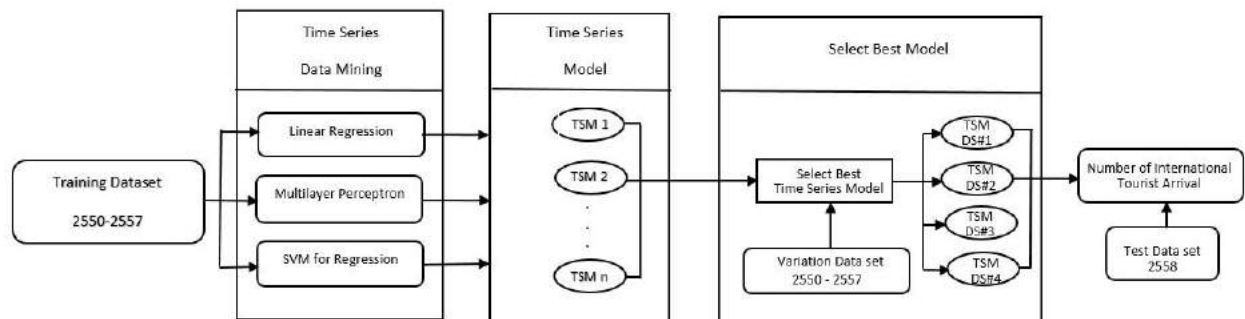 Time Series
Data Mining
Time Series
Model
Select Best Model
Training Dataset
2550-2557
Linear Regression
Multilayer Perceptron
SVM for Regression
TSM 1
TSM 2
.
.
.
TSM n
Select Best
Time Series Model
Variation Data set
2550 - 2557
TSM
DS#1
TSM
DS#2
TSM
DS#3
TSM
DS#4
Number of International
Tourist Arrival
Test Data set
2558